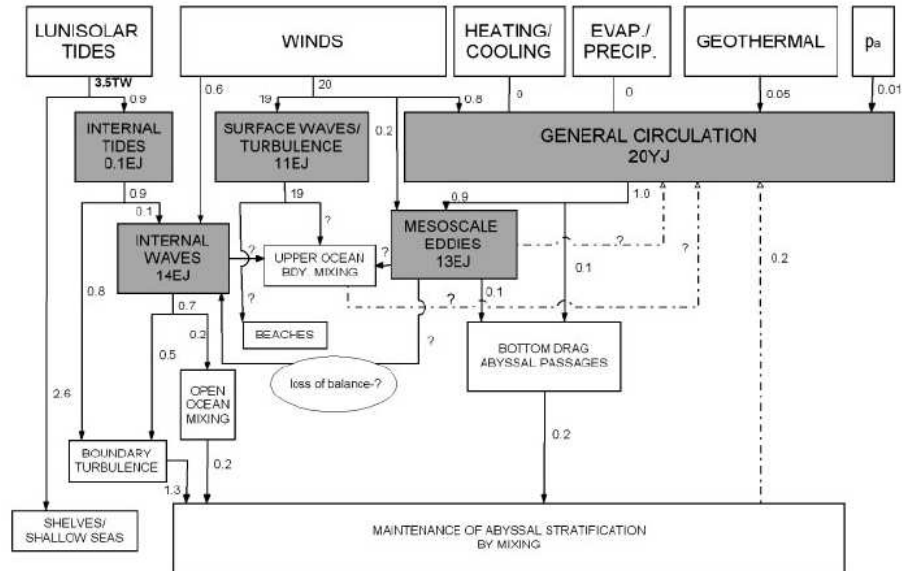 LUNISOLAR
TIDES
WINDS
HEATING/
COOLING
EVAP./
PRECIP.
GEOTHERMAL
pa
3.5TW
0.9
0.6
19
20
0.2
0.8
0
0
0.05
0.01
INTERNAL
TIDES
0.1EJ
SURFACE WAVES/
TURBULENCE
11EJ
GENERAL CIRCULATION
20YJ
0.9
0.1
19
?
0.9
1.0
INTERNAL
WAVES
14EJ
?
UPPER OCEAN
BDY. MIXING
?
MESOSCALE
EDDIES
13EJ
?
?
0.2
0.8
0.7
?
0.1
0.1
?
0.2
BEACHES
?
BOTTOM DRAG
ABYSSAL PASSAGES
0.5
loss of balance-?
2.6
OPEN
OCEAN
MIXING
BOUNDARY
TURBULENCE
0.2
0.2
1.3
SHELVES/
SHALLOW SEAS
MAINTENANCE OF ABYSSAL STRATIFICATION
BY MIXING